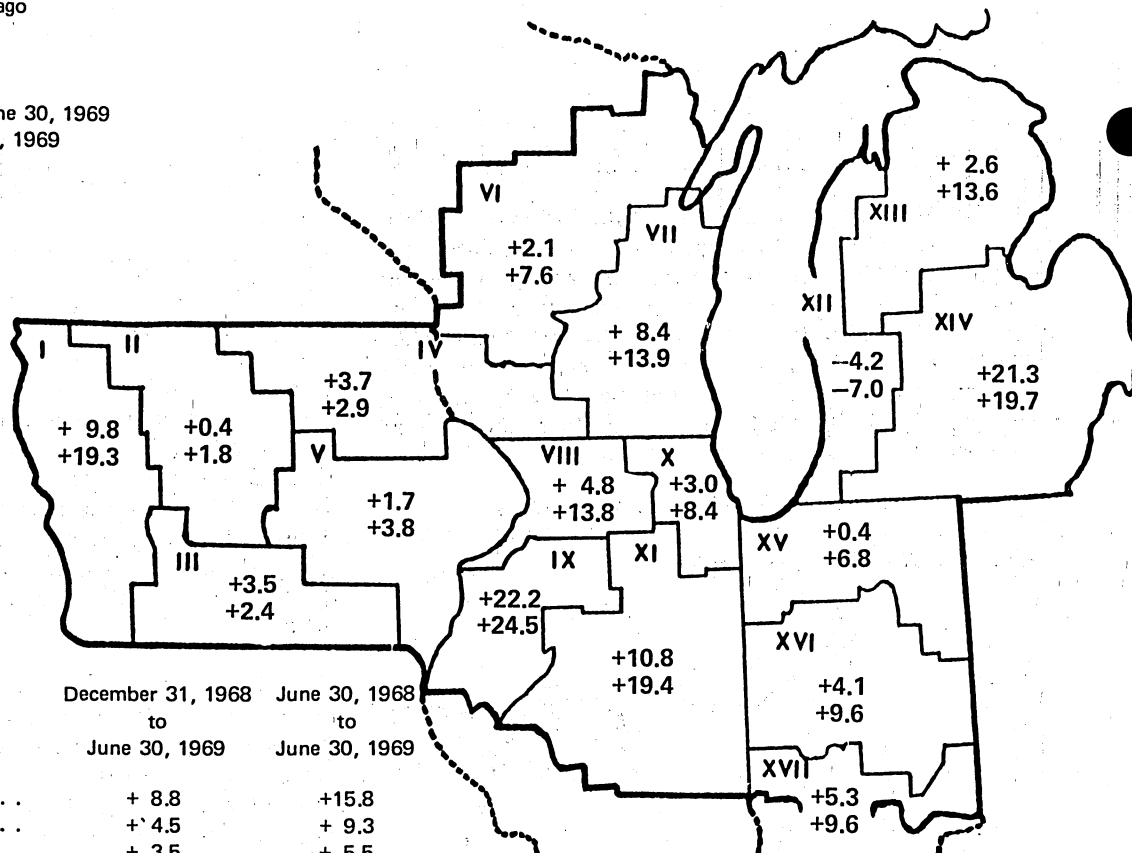 ago
ne 30, 1969
, 1969
VI
+ 2.6
+13.6
XIII
VII
+2.1
+7.6
XII
XIV
+ 8.4
+13.9
I
II
IV
--4.2
–7.0
+21.3
+19.7
+3.7
+2.9
+ 9.8
+19.3
+0.4
+1.8
V
VIII
X
+ 4.8
+13.8
+3.0
+8.4
+1.7
+3.8
XV
+0.4
+6.8
III
IX
XI
+3.5
+2.4
+22.2
+24.5
XVI
+10.8
+19.4
+4.1
+9.6
December 31, 1968 June 30, 1968
to to
June 30, 1969 June 30, 1969
XVII
+5.3
+9.6
. . + 8.8 +15.8
. . + 4.5 + 9.3
+ 3.5 + 5.5